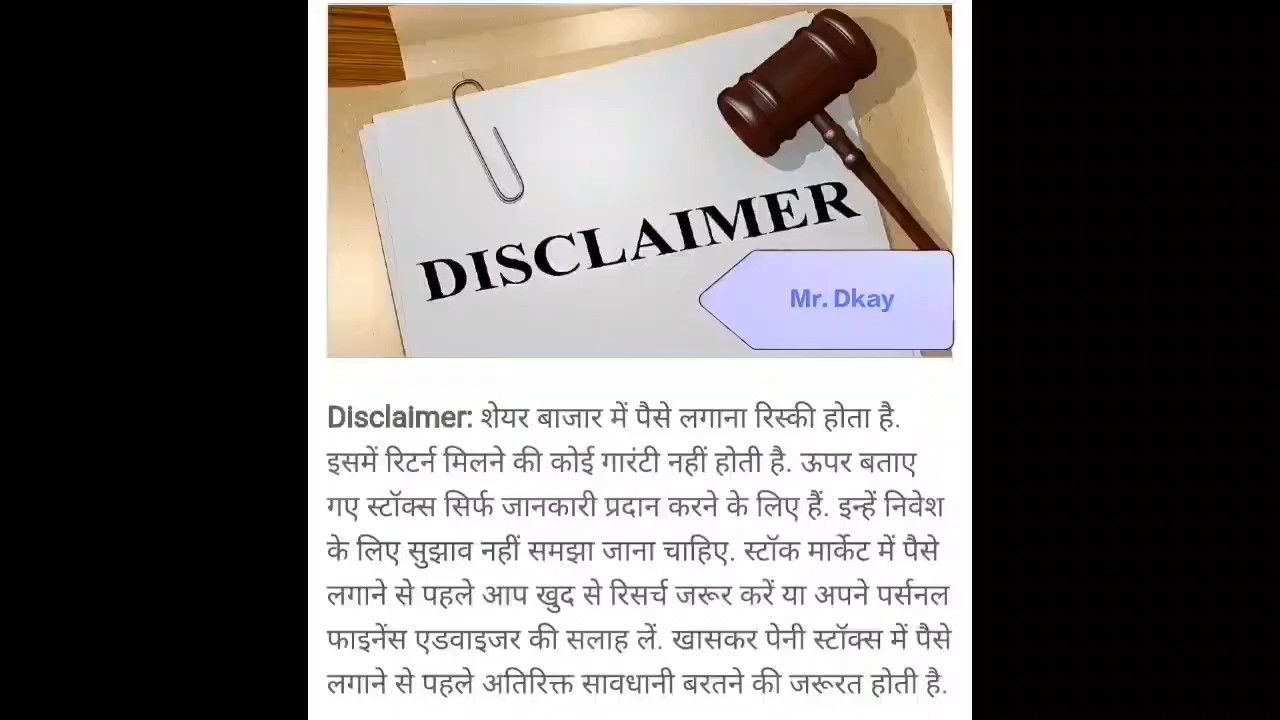 DISCLAIMER
Mr. Dkay
Disclaimer: शेयर बाजार में पैसे लगाना रिस्की होता है.
इसमें रिटर्न मिलने की कोई गारंटी नहीं होती है. ऊपर बताए
गए स्टॉक्स सिर्फ जानकारी प्रदान करने के लिए हैं. इन्हें निवेश
के लिए सुझाव नहीं समझा जाना चाहिए. स्टॉक मार्केट में पैसे
लगाने से पहले आप खुद से रिसर्च जरूर करें या अपने पर्सनल
फाइनेंस एडवाइजर की सलाह लें. खासकर पेनी स्टॉक्स में पैसे
लगाने से पहले अतिरिक्त सावधानी बरतने की जरूरत होती है.